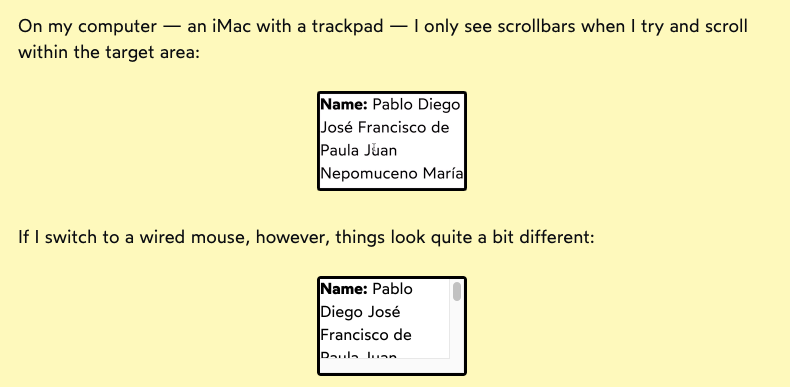 On my computer — an iMac with a trackpad — I only see scrollbars when I try and scroll
within the target area:
Name: Pablo Diego
José Francisco de
Paula Juan
Nepomuceno María
If I switch to a wired mouse, however, things look quite a bit different:
Name: Pablo
Diego José
Francisco de
Paula Juan